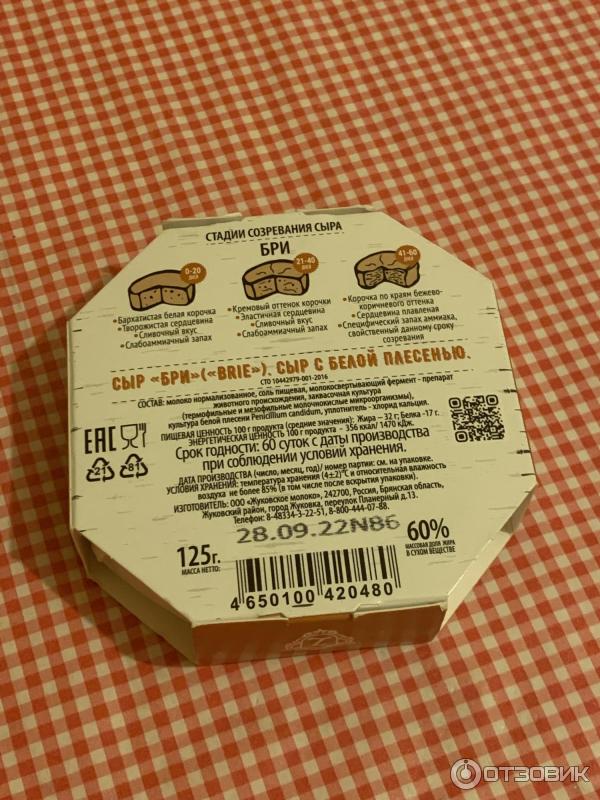 СТАДИИ СОЗРЕВАНИЯ СЫРА
БРИ
0-20
дней
- Бархатистая белая корочка
- Творожистая сердцевина
- Сливочный вкус
- Слабоаммиачный запах
21-40
дней
- Кремовый оттенок корочки
- Эластичная сердцевина
- Сливочный вкус
- Слабоаммиачный запах
41-60
дней
- Корочка по краям бежево-
коричневого оттенка
- Сердцевина плавленая
- Специфический запах аммиака,
свойственный данному сроку
созревания
СЫР «БРИ»(«BRIE»). СЫР С БЕЛОЙ ПЛЕСЕНЬЮ.
СТО 10442979-001-2016
СОСТАВ: молоко нормализованное, соль пищевая, молокосвертывающий фермент - препарат
животного происхождения, заквасочная культура
(термофильные и мезофильные молочнокислые микроорганизмы),
культура белой плесени Penicillium candidum, уплотнитель - хлорид кальция.
ПИЩЕВАЯ ЦЕННОСТЬ 100 г продукта (средние значения): Жира – 32 г; Белка -17 г.
ЭНЕРГЕТИЧЕСКАЯ ЦЕННОСТЬ 100 г продукта - 356 ккал/ 1470 кДж.
Срок годности: 60 суток с даты производства
при соблюдении условий хранения.
ДАТА ПРОИЗВОДСТВА (число, месяц, год)/ номер партии: см. на упаковке.
УСЛОВИЯ ХРАНЕНИЯ: температура хранения (4±2)°С и относительная влажность
воздуха не более 85% (в том числе после вскрытия упаковки).
ИЗГОТОВИТЕЛЬ: ООО «Жуковское молоко», 242700, Россия, Брянская область,
Жуковский район, город Жуковка, переулок Планерный д.13.
Телефон: 8-48334-3-22-51, 8-800-444-07-88.
EAC
21
81
28.09.22N86
125г.
МАССА НЕТТО:
60%
МАССОВАЯ ДОЛЯ ЖИРА
В СУХОМ ВЕЩЕСТВЕ
4 650100 420480
ОТЗОВИК